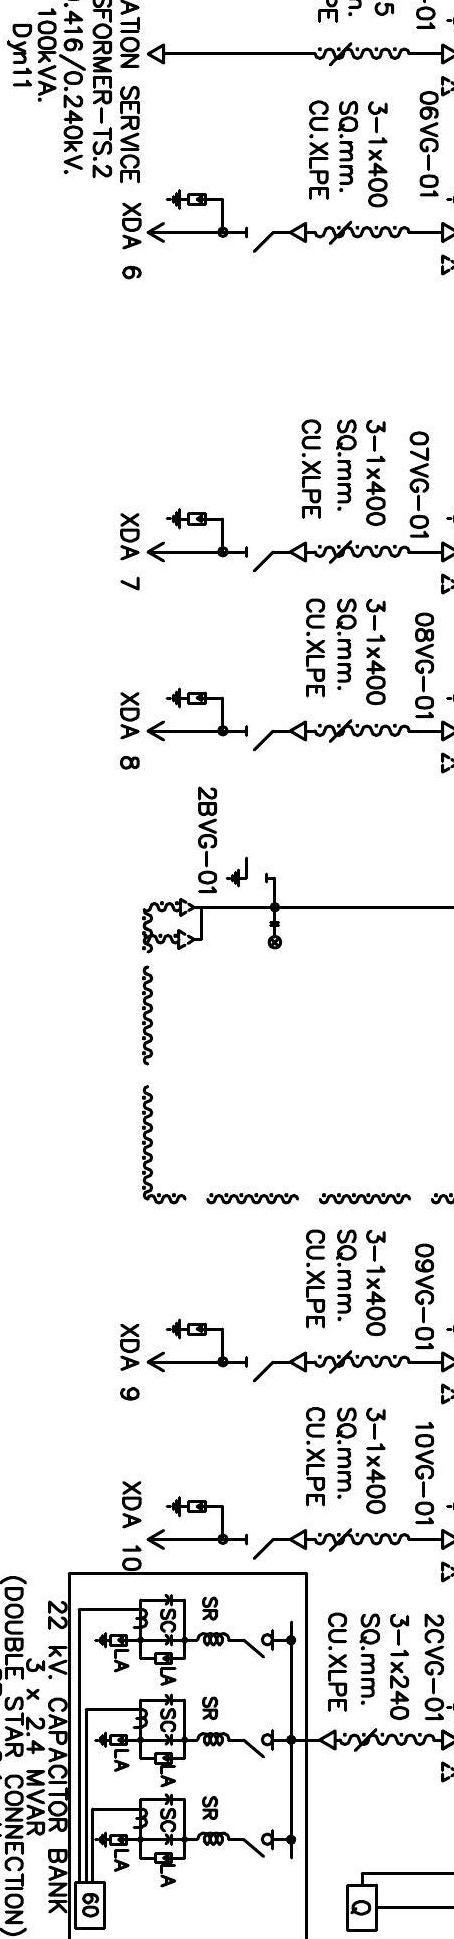 -01
5
ATION SERVICE
SFORMER-TS.2
.416/0.240kV.
100kVA.
Dyn11
06VG-01
3-1x400
SQ.mm.
CU.XLPE
XDA 6
07VG-01
3-1x400
SQ.mm.
CU.XLPE
XDA 7
08VG-01
3-1x400
SQ.mm.
CU.XLPE
XDA 8
2BVG-01
09VG-01
3-1x400
SQ.mm.
CU.XLPE
XDA 9
10VG-01
3-1x400
SQ.mm.
CU.XLPE
XDA 10
2CVG-01
3-1x240
SQ.mm.
CU.XLPE
Q
SR
SR
SR
*SC*
*SC*
*SC*
LA
LA
LA
LA
LA
LA
60
22 kV. CAPACITOR BANK
3 x 2.4 MVAR
(DOUBLE STAR CONNECTION)